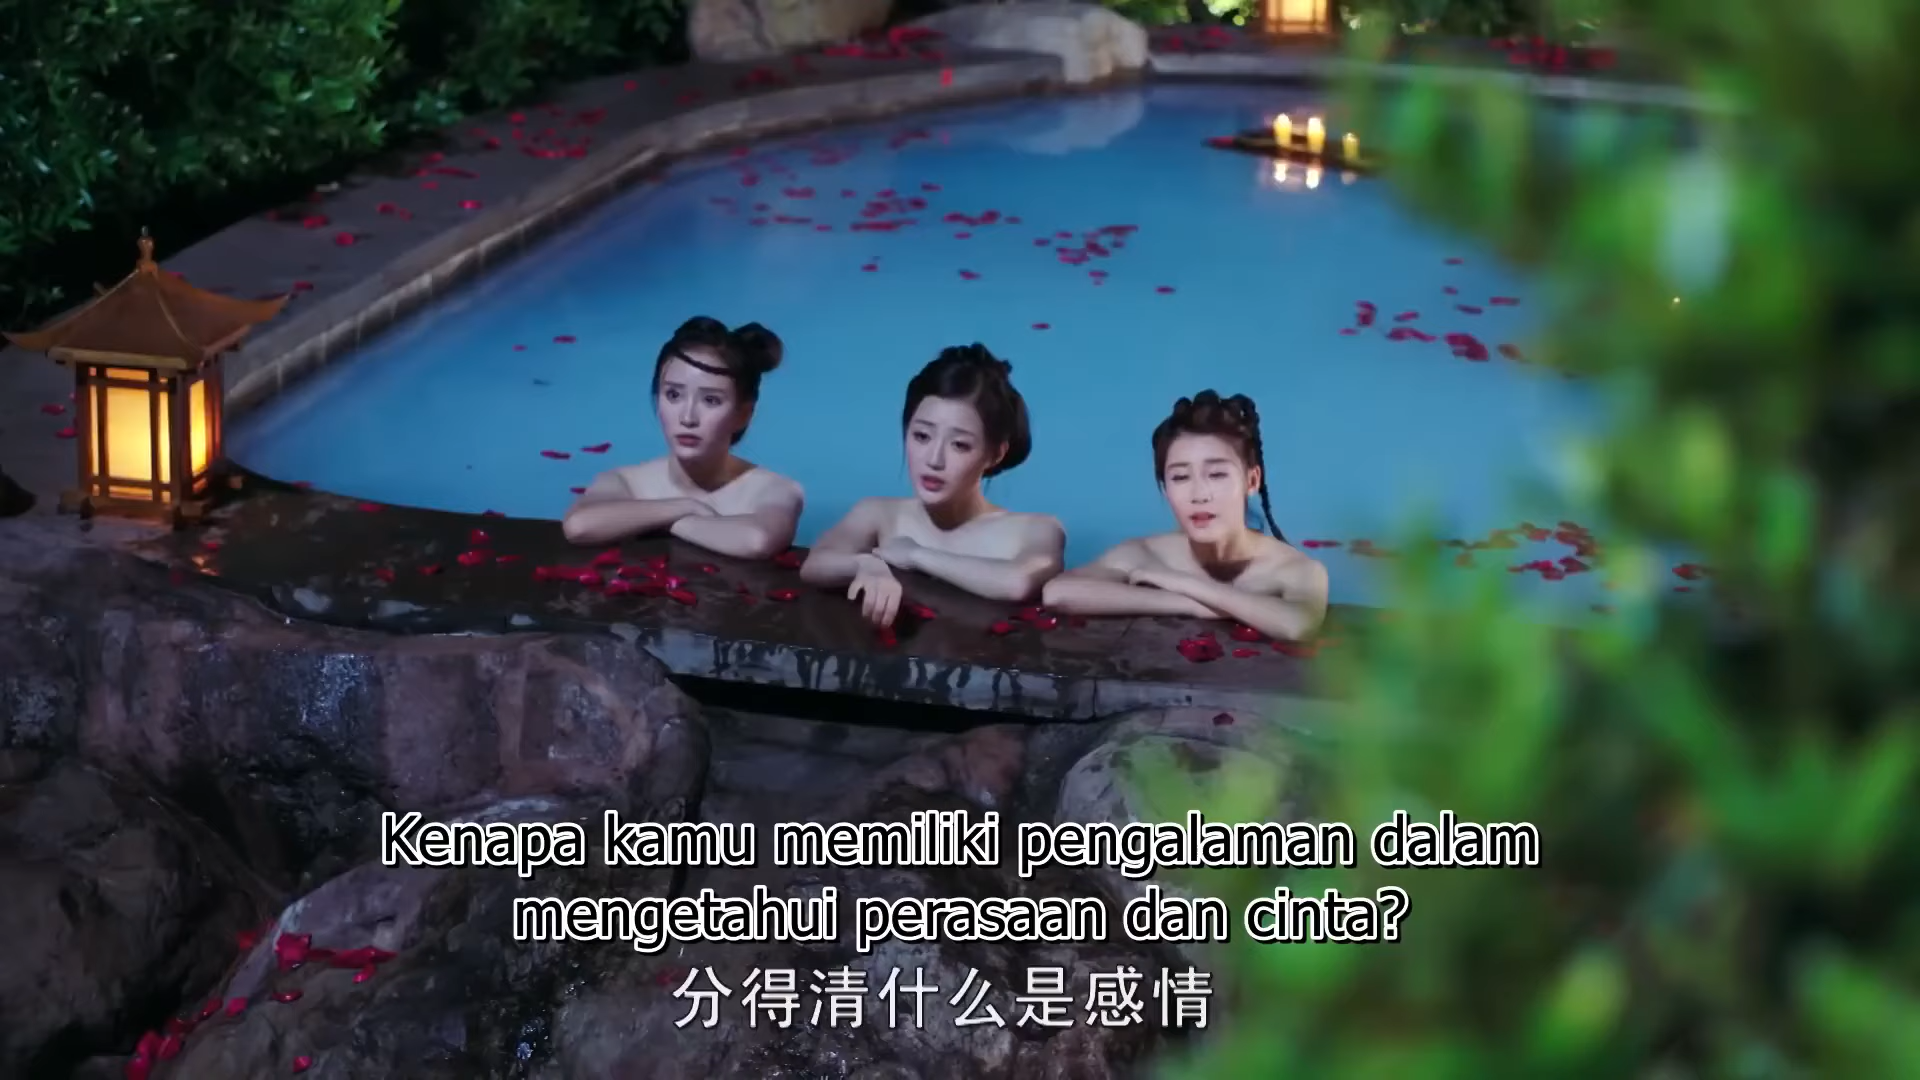 Kenapa kamu memiliki pengalaman dalam
mengetahui perasaan dan cinta?
分得清什么是感情